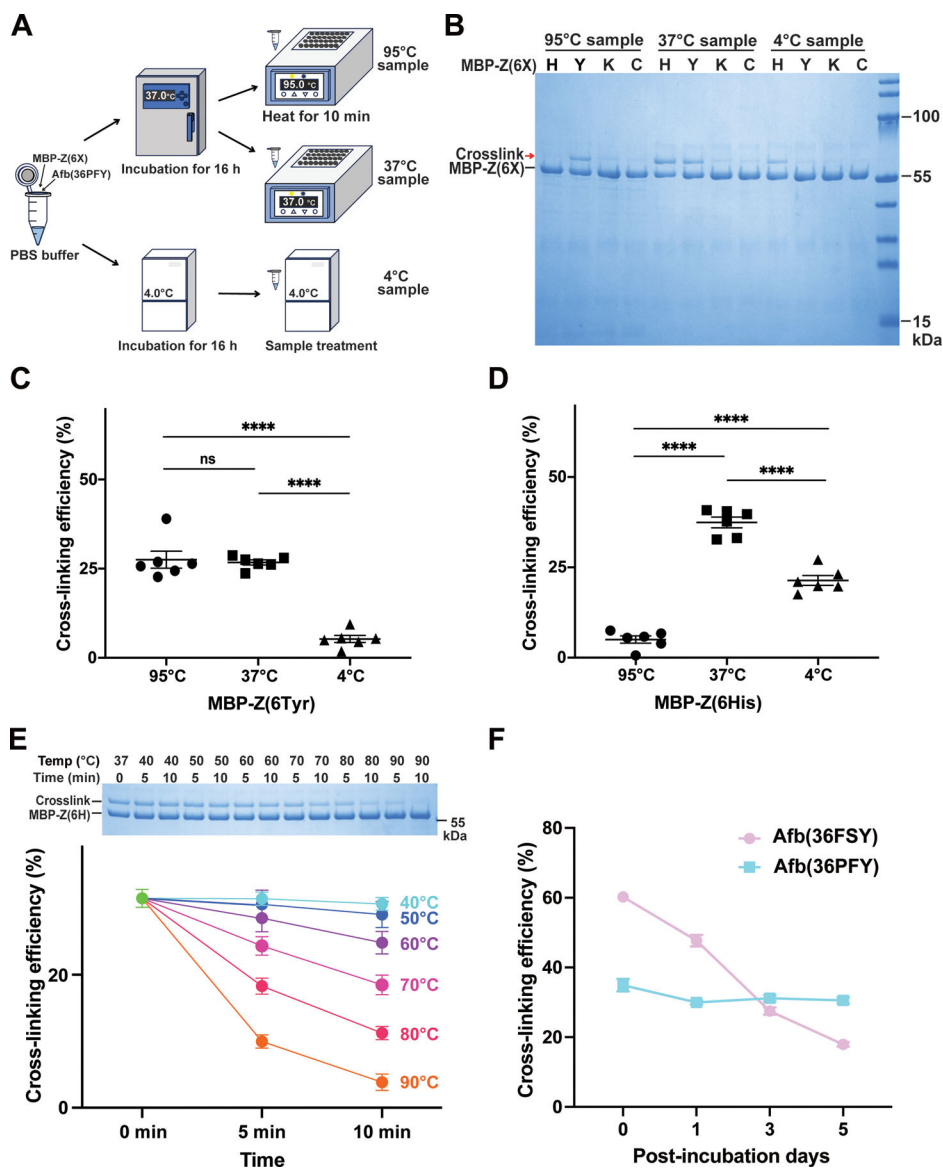 A
MBP-Z(6X)
Afb(36PFY)
PBS buffer
37.0°C
Incubation for 16 h
95.0 °C
Heat for 10 min
95°C
sample
37.0 °C
37°C
sample
4.0°C
Incubation for 16 h
4.0°C
Sample treatment
4°C
sample
B
95°C sample 37°C sample 4°C sample
MBP-Z(6X) H Y K C H Y K C H Y K C
Crosslink
MBP-Z(6X)
100
55
15
kDa
C
Cross-linking efficiency (%)
50
25
0
****
ns
****
95°C 37°C 4°C
MBP-Z(6Tyr)
D
Cross-linking efficiency (%)
50
25
0
****
****
****
95°C 37°C 4°C
MBP-Z(6His)
E
Temp (°C) 37 40 40 50 50 60 60 70 70 80 80 90 90
Time (min) 0 5 10 5 10 5 10 5 10 5 10 5 10
Crosslink
MBP-Z(6H)
55
kDa
Cross-linking efficiency (%)
20
0
40°C
50°C
60°C
70°C
80°C
90°C
0 min 5 min 10 min
Time
F
Cross-linking efficiency (%)
80
60
40
20
0
Afb(36FSY)
Afb(36PFY)
0 1 3 5
Post-incubation days